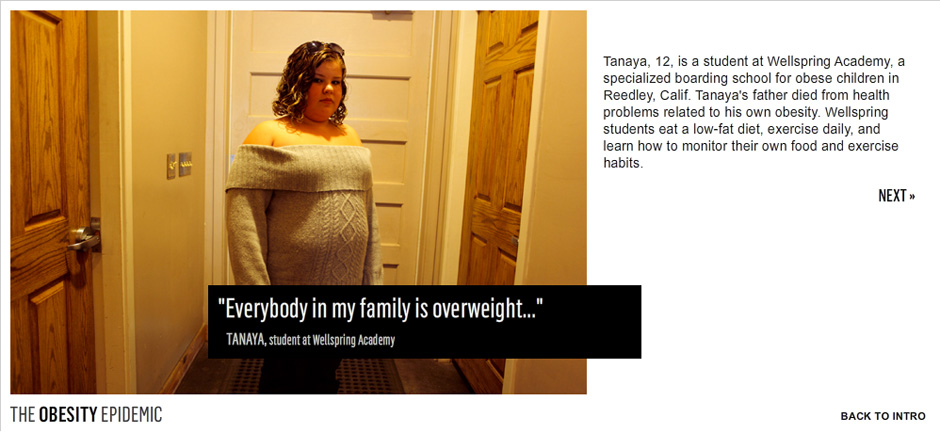 Tanaya, 12, is a student at Wellspring Academy, a
specialized boarding school for obese children in
Reedley, Calif. Tanaya's father died from health
problems related to his own obesity. Wellspring
students eat a low-fat diet, exercise daily, and
learn how to monitor their own food and exercise
habits.
NEXT »
"Everybody in my family is overweight..."
TANAYA, student at Wellspring Academy
THE OBESITY EPIDEMIC
BACK TO INTRO